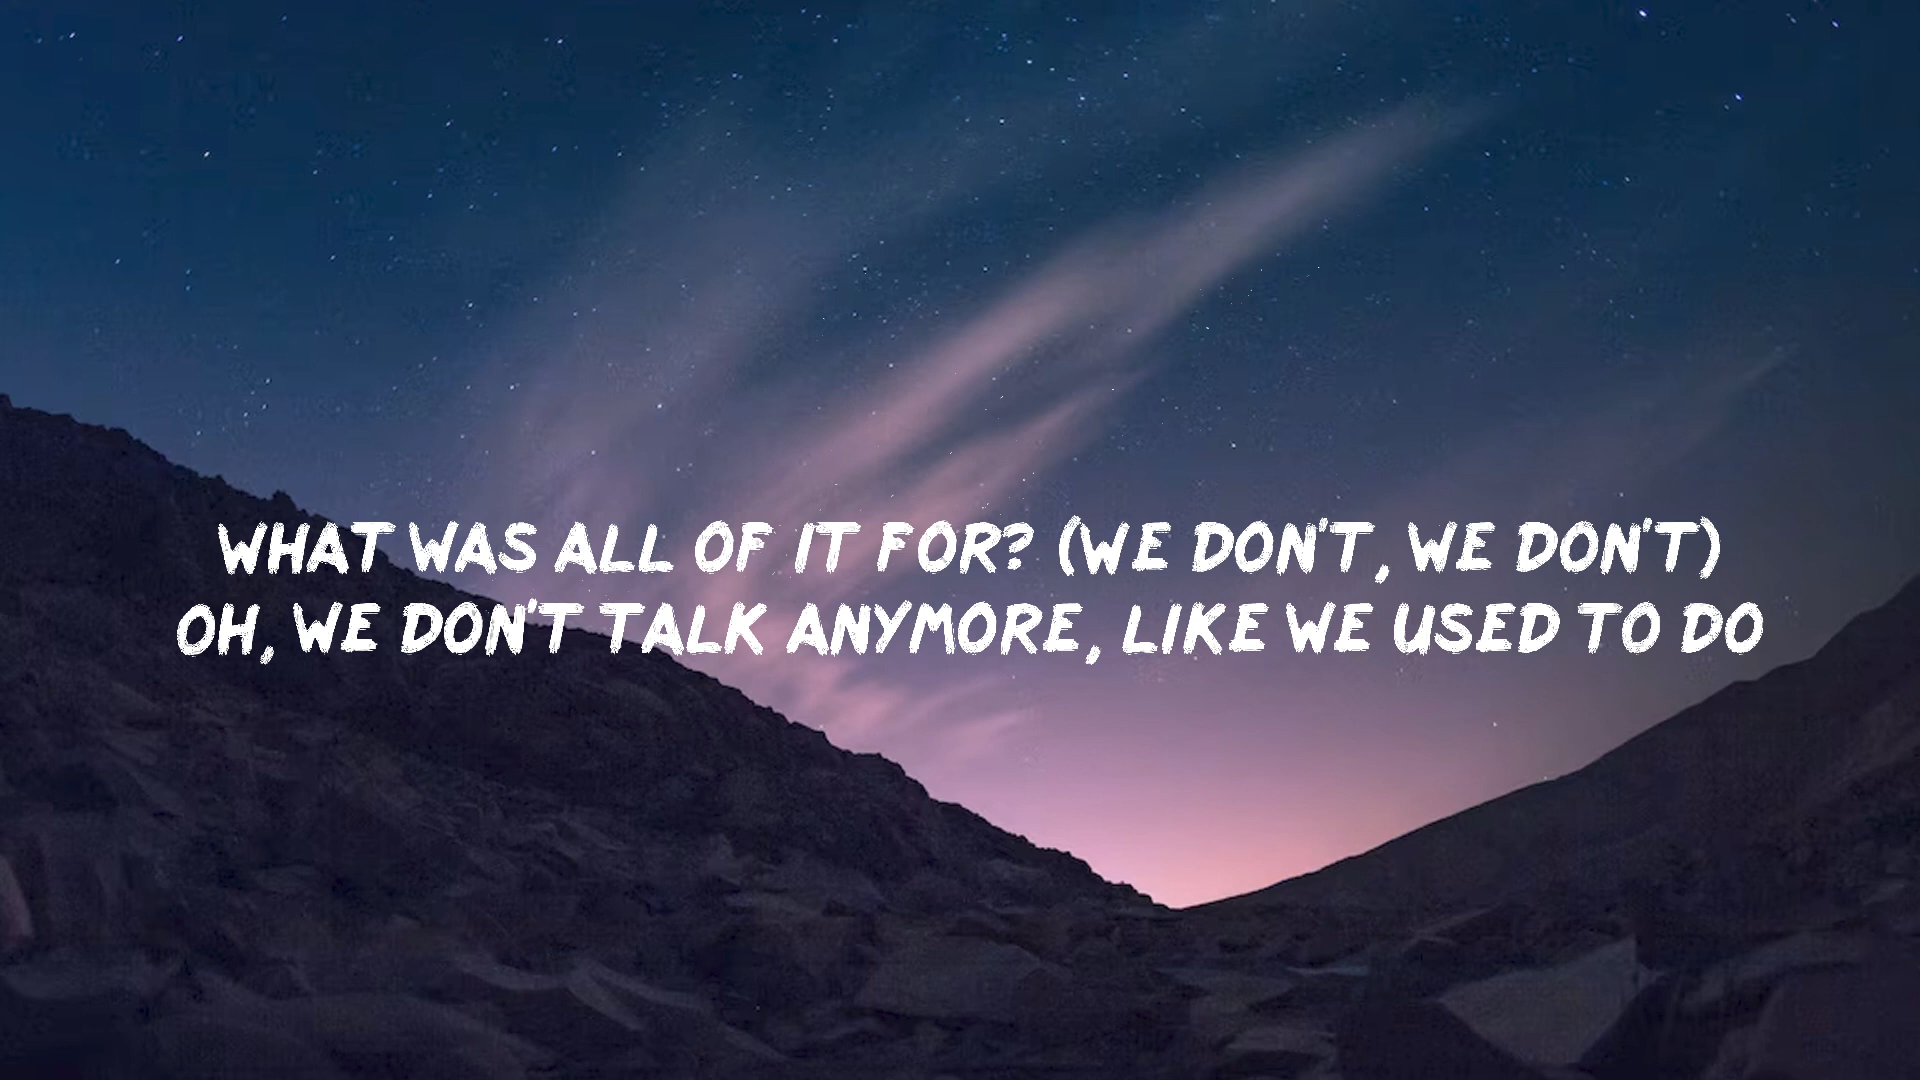 WHAT WAS ALL OF IT FOR? (WE DON'T, WE DON'T)
OH, WE DON'T TALK ANYMORE, LIKE WE USED TO DO